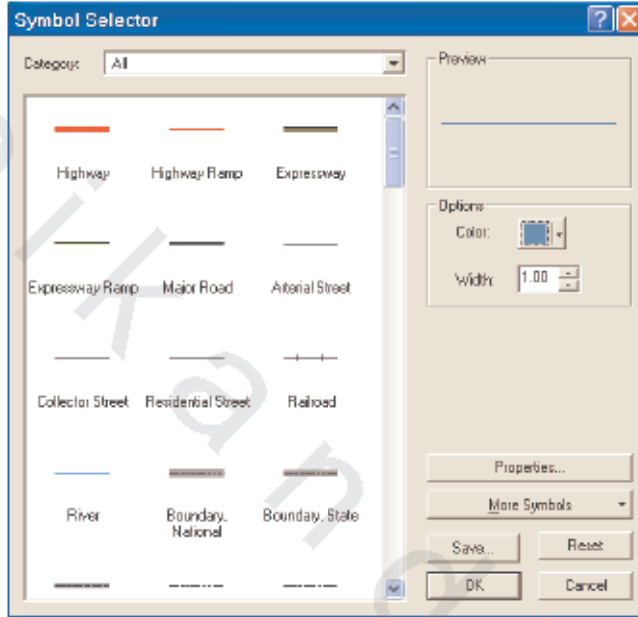 Symbol Selector
Category: All
Preview
Highway Highway Ramp Expressway
Options
Color:
Width: 1.00
Expressway Ramp Major Road Arterial Street
Collector Street Residential Street Railroad
River Boundary, National Boundary, State
Properties...
More Symbols
Save... Reset
OK Cancel